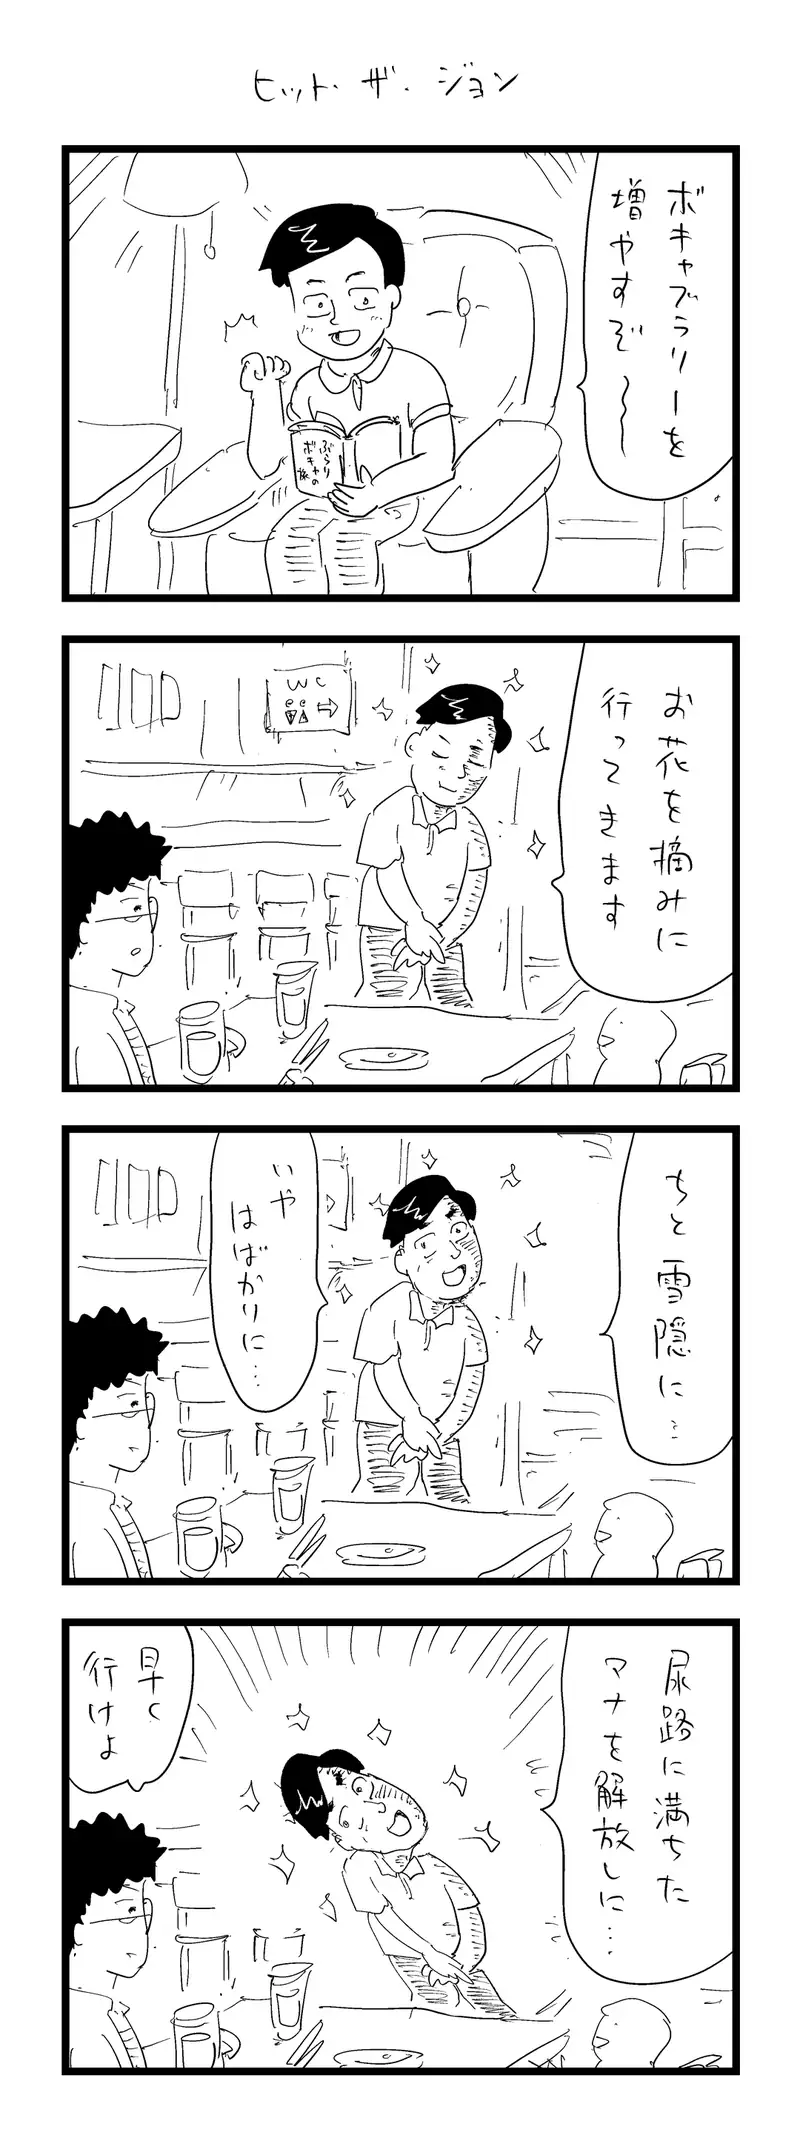 ヒット・ザ・ジョン
ボキャブラリーを
増やすぞ〜〜
ぶらり
ボキャの
旅
お花を摘みに
行ってきます
WC
ちと雪隠に…
いや
はばかりに…
尿路に満ちた
マナを解放しに…
早く
行けよ